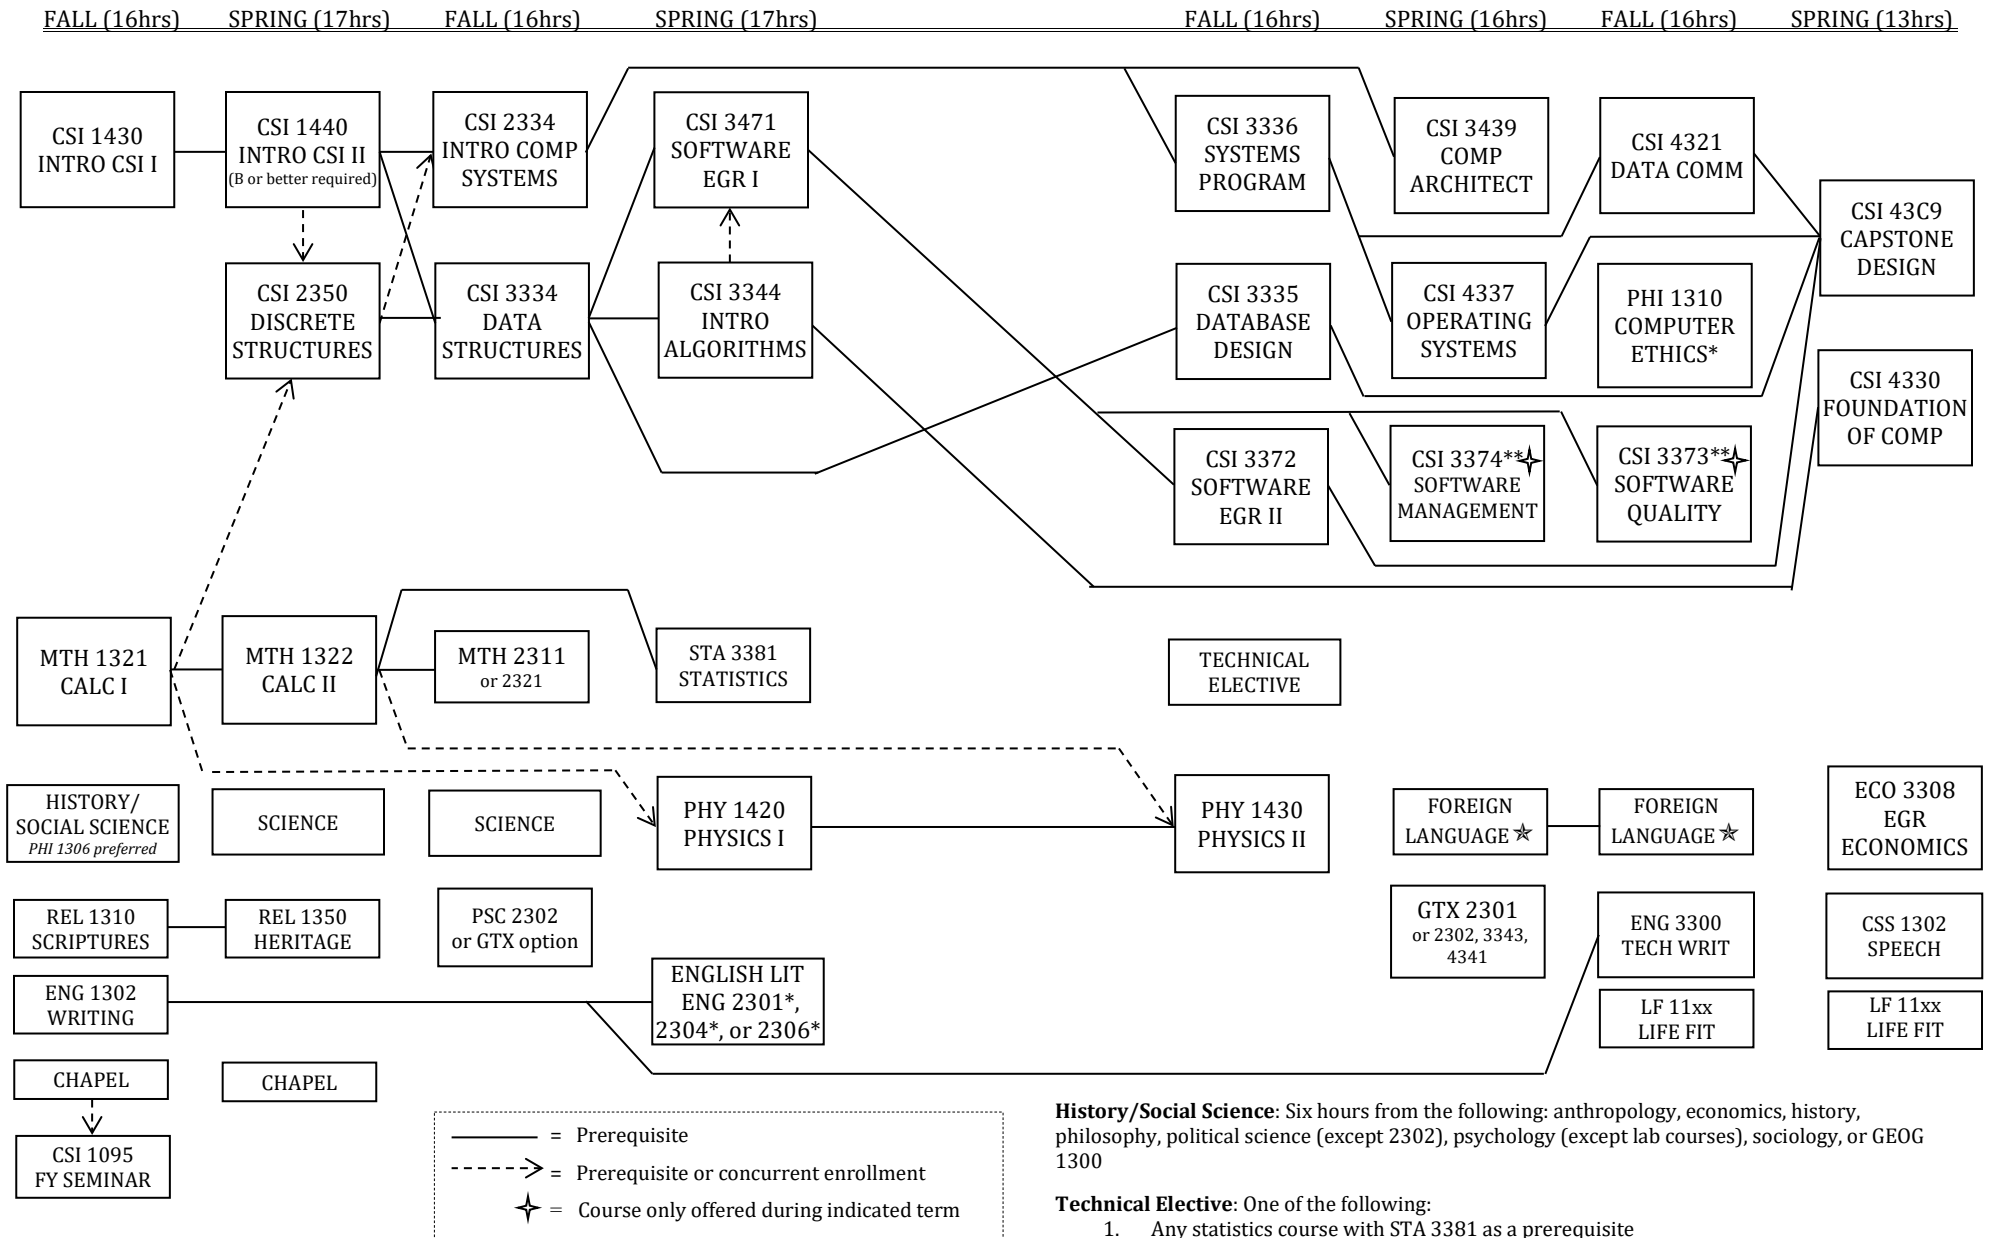 FALL (16hrs) SPRING (17hrs) FALL (16hrs) SPRING (17hrs) FALL (16hrs) SPRING (16hrs) FALL (16hrs) SPRING (13hrs)
CSI 1430
INTRO CSI I
CSI 1440
INTRO CSI II
(B or better required)
CSI 2334
INTRO COMP
SYSTEMS
CSI 3471
SOFTWARE
EGR I
CSI 3336
SYSTEMS
PROGRAM
CSI 3439
COMP
ARCHITECT
CSI 4321
DATA COMM
CSI 43C9
CAPSTONE
DESIGN
CSI 2350
DISCRETE
STRUCTURES
CSI 3334
DATA
STRUCTURES
CSI 3344
INTRO
ALGORITHMS
CSI 3335
DATABASE
DESIGN
CSI 4337
OPERATING
SYSTEMS
PHI 1310
COMPUTER
ETHICS*
CSI 4330
FOUNDATION
OF COMP
CSI 3372
SOFTWARE
EGR II
CSI 3374**
SOFTWARE
MANAGEMENT
CSI 3373**
SOFTWARE
QUALITY
MTH 1321
CALC I
MTH 1322
CALC II
MTH 2311
or 2321
STA 3381
STATISTICS
TECHNICAL
ELECTIVE
HISTORY/
SOCIAL SCIENCE
PHI 1306 preferred
SCIENCE
SCIENCE
PHY 1420
PHYSICS I
PHY 1430
PHYSICS II
FOREIGN
LANGUAGE✯
FOREIGN
LANGUAGE✯
ECO 3308
EGR
ECONOMICS
REL 1310
SCRIPTURES
REL 1350
HERITAGE
PSC 2302
or GTX option
GTX 2301
or 2302, 3343,
4341
ENG 3300
TECH WRIT
CSS 1302
SPEECH
ENG 1302
WRITING
ENGLISH LIT
ENG 2301*,
2304*, or 2306*
LF 11xx
LIFE FIT
LF 11xx
LIFE FIT
CHAPEL
CHAPEL
CSI 1095
FY SEMINAR
= Prerequisite
= Prerequisite or concurrent enrollment
= Course only offered during indicated term
History/Social Science: Six hours from the following: anthropology, economics, history,
philosophy, political science (except 2302), psychology (except lab courses), sociology, or GEOG
1300
Technical Elective: One of the following:
1. Any statistics course with STA 3381 as a prerequisite